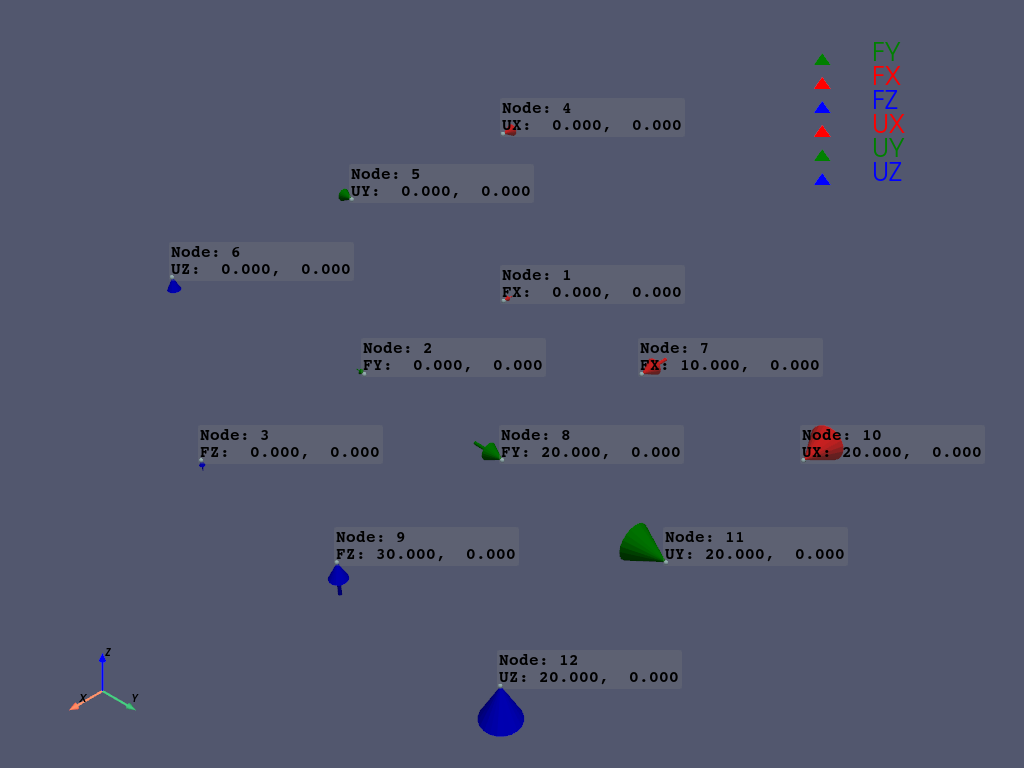 FY
FX
FZ
UX
UY
UZ
Node: 4
UX:  0.000,  0.000
Node: 5
UY:  0.000,  0.000
Node: 6
UZ:  0.000,  0.000
Node: 1
FX:  0.000,  0.000
Node: 2
FY:  0.000,  0.000
Node: 7
FX: 10.000,  0.000
Node: 3
FZ:  0.000,  0.000
Node: 8
FY: 20.000,  0.000
Node: 10
UX: 20.000,  0.000
Node: 9
FZ: 30.000,  0.000
Node: 11
UY: 20.000,  0.000
Node: 12
UZ: 20.000,  0.000
Z
X
Y